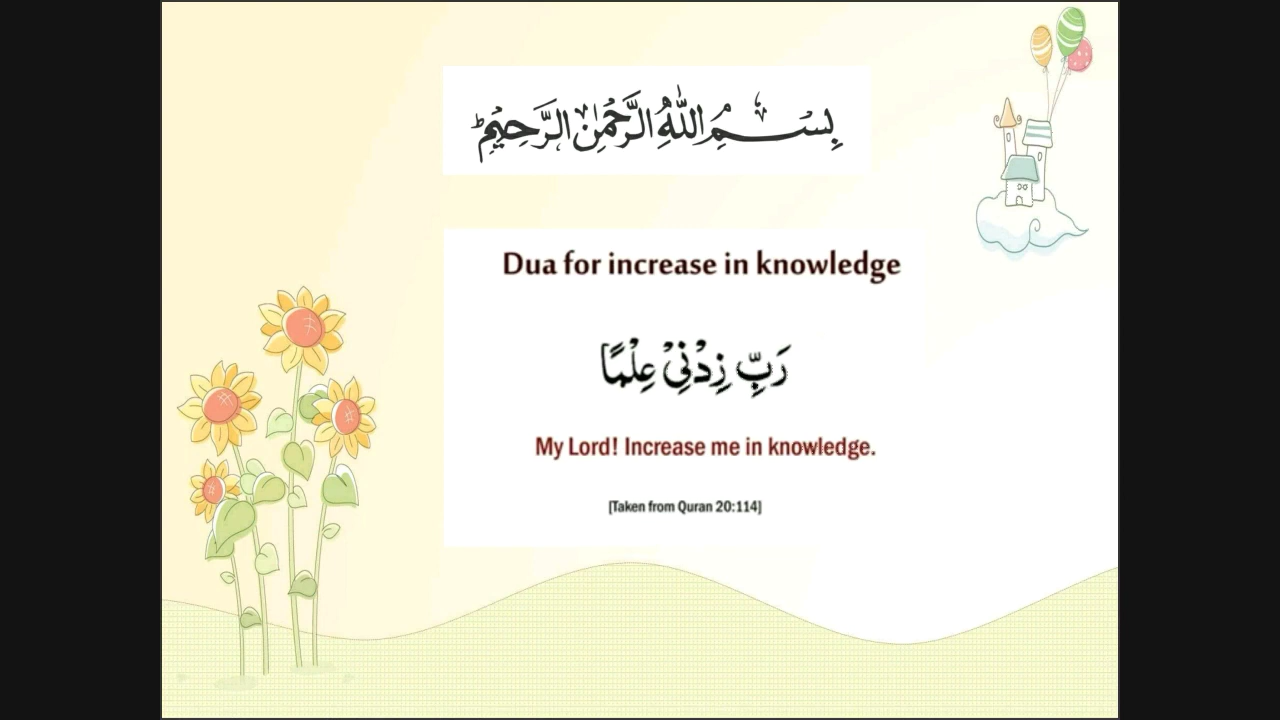 بِسْمِ اللّٰهِ الرَّحْمٰنِ الرَّحِيْمِ
Dua for increase in knowledge
رَبِّ زِدْنِيْ عِلْمًا
My Lord! Increase me in knowledge.
[Taken from Quran 20:114]